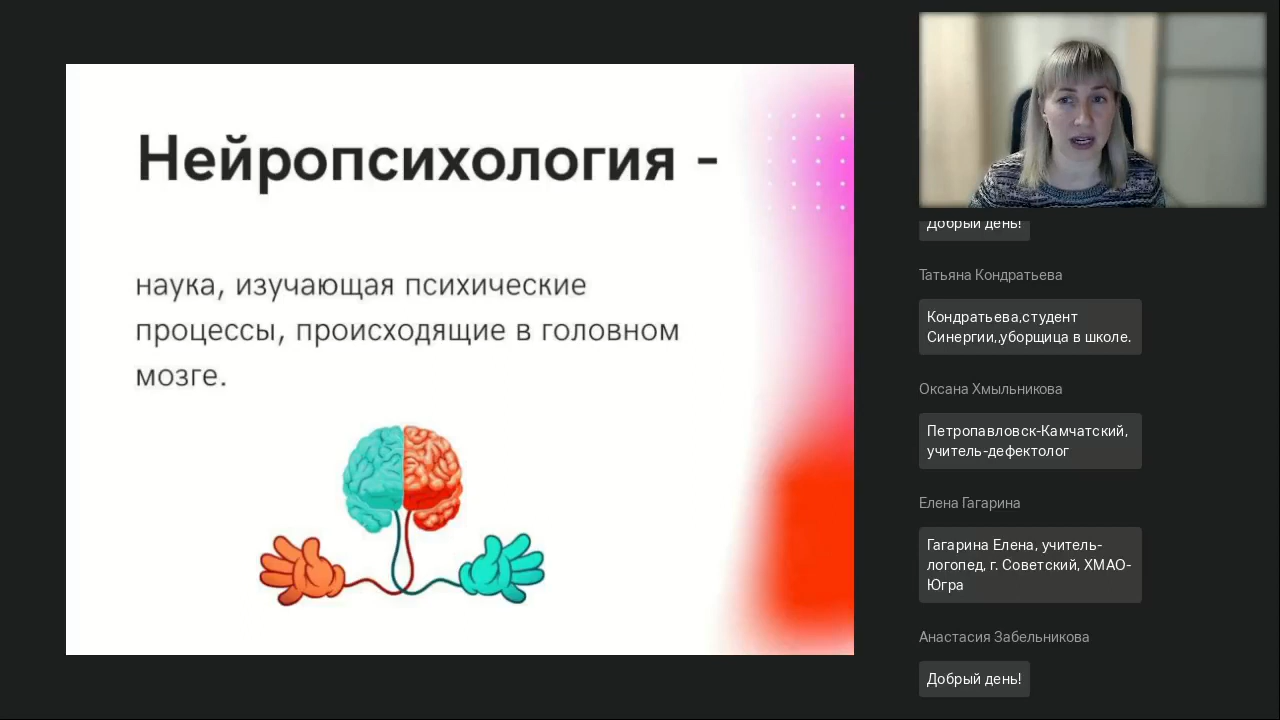 Нейропсихология -
наука, изучающая психические
процессы, происходящие в головном
мозге.
Добрый день!
Татьяна Кондратьева
Кондратьева,студент
Синергии,,уборщица в школе.
Оксана Хмыльникова
Петропавловск-Камчатский,
учитель-дефектолог
Елена Гагарина
Гагарина Елена, учитель-
логопед, г. Советский, ХМАО-
Югра
Анастасия Забельникова
Добрый день!